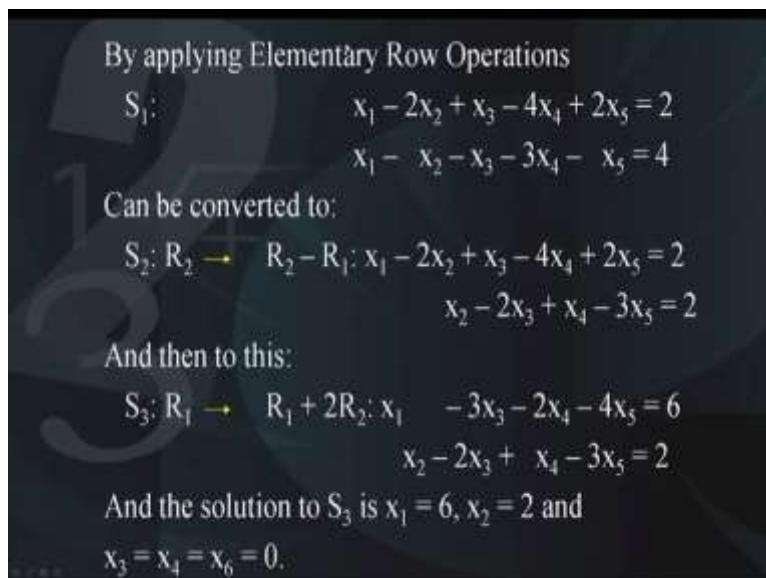 By applying Elementary Row Operations
S₁: x₁ – 2x₂ + x₃ – 4x₄ + 2x₅ = 2
x₁ – x₂ – x₃ – 3x₄ – x₅ = 4
Can be converted to:
S₂: R₂ → R₂ – R₁: x₁ – 2x₂ + x₃ – 4x₄ + 2x₅ = 2
x₂ – 2x₃ + x₄ – 3x₅ = 2
And then to this:
S₃: R₁ → R₁ + 2R₂: x₁ – 3x₃ – 2x₄ – 4x₅ = 6
x₂ – 2x₃ + x₄ – 3x₅ = 2
And the solution to S₃ is x₁ = 6, x₂ = 2 and
x₃ = x₄ = x₆ = 0.